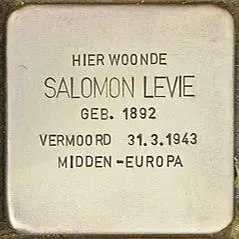 HIER WOONDE
SALOMON LEVIE
GEB. 1892
VERMOORD 31.3.1943
MIDDEN-EUROPA